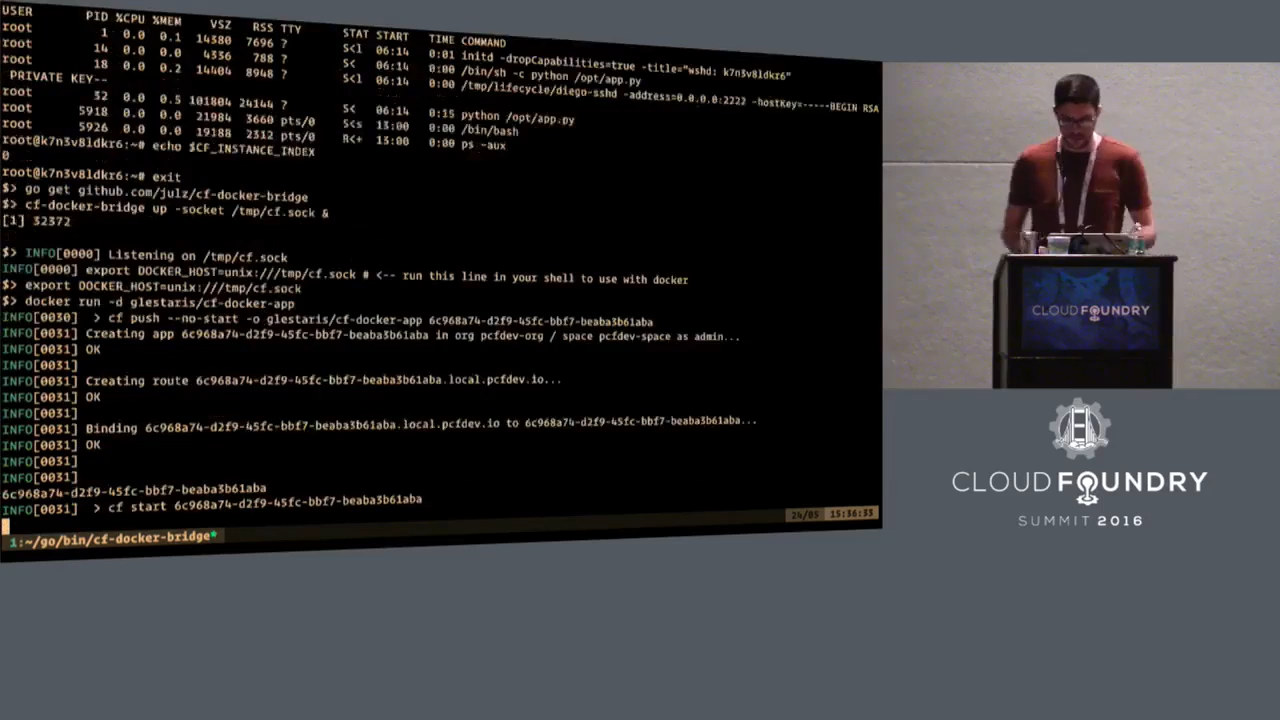 USER PID %CPU %MEM VSZ RSS TTY STAT START TIME COMMAND
root 1 0.0 0.1 14380 7696 ? S<l 06:14 0:01 initd -dropCapabilities=true -title="wshd: k7n3v8ldkr6"
root 14 0.0 0.0 4336 788 ? S< 06:14 0:00 /bin/sh -c python /opt/app.py
root 18 0.0 0.2 14404 8948 ? S<l 06:14 0:00 /tmp/lifecycle/diego-sshd -address=0.0.0.0:2222 -hostKey=-----BEGIN RSA
PRIVATE KEY--
root 32 0.0 0.5 101804 24144 ? S< 06:14 0:15 python /opt/app.py
root 5918 0.0 0.0 21984 3660 pts/0 S<s 13:00 0:00 /bin/bash
root 5926 0.0 0.0 19188 2312 pts/0 R<+ 13:00 0:00 ps -aux
root@k7n3v8ldkr6:~# echo $CF_INSTANCE_INDEX
0
root@k7n3v8ldkr6:~# exit
$> go get github.com/julz/cf-docker-bridge
$> cf-docker-bridge up -socket /tmp/cf.sock &
[1] 32372
$> INFO[0000] Listening on /tmp/cf.sock
INFO[0000] export DOCKER_HOST=unix:///tmp/cf.sock # <-- run this line in your shell to use with docker
$> export DOCKER_HOST=unix:///tmp/cf.sock
$> docker run -d glestaris/cf-docker-app
INFO[0030] > cf push --no-start -o glestaris/cf-docker-app 6c968a74-d2f9-45fc-bbf7-beaba3b61aba
INFO[0031] Creating app 6c968a74-d2f9-45fc-bbf7-beaba3b61aba in org pcfdev-org / space pcfdev-space as admin...
INFO[0031] OK
INFO[0031]
INFO[0031] Creating route 6c968a74-d2f9-45fc-bbf7-beaba3b61aba.local.pcfdev.io...
INFO[0031] OK
INFO[0031]
INFO[0031] Binding 6c968a74-d2f9-45fc-bbf7-beaba3b61aba.local.pcfdev.io to 6c968a74-d2f9-45fc-bbf7-beaba3b61aba...
INFO[0031] OK
INFO[0031]
INFO[0031]
6c968a74-d2f9-45fc-bbf7-beaba3b61aba
INFO[0031] > cf start 6c968a74-d2f9-45fc-bbf7-beaba3b61aba
24/05 15:36:33
1:~/go/bin/cf-docker-bridge*
CLOUD FOUNDRY
CLOUD FOUNDRY
SUMMIT 2016